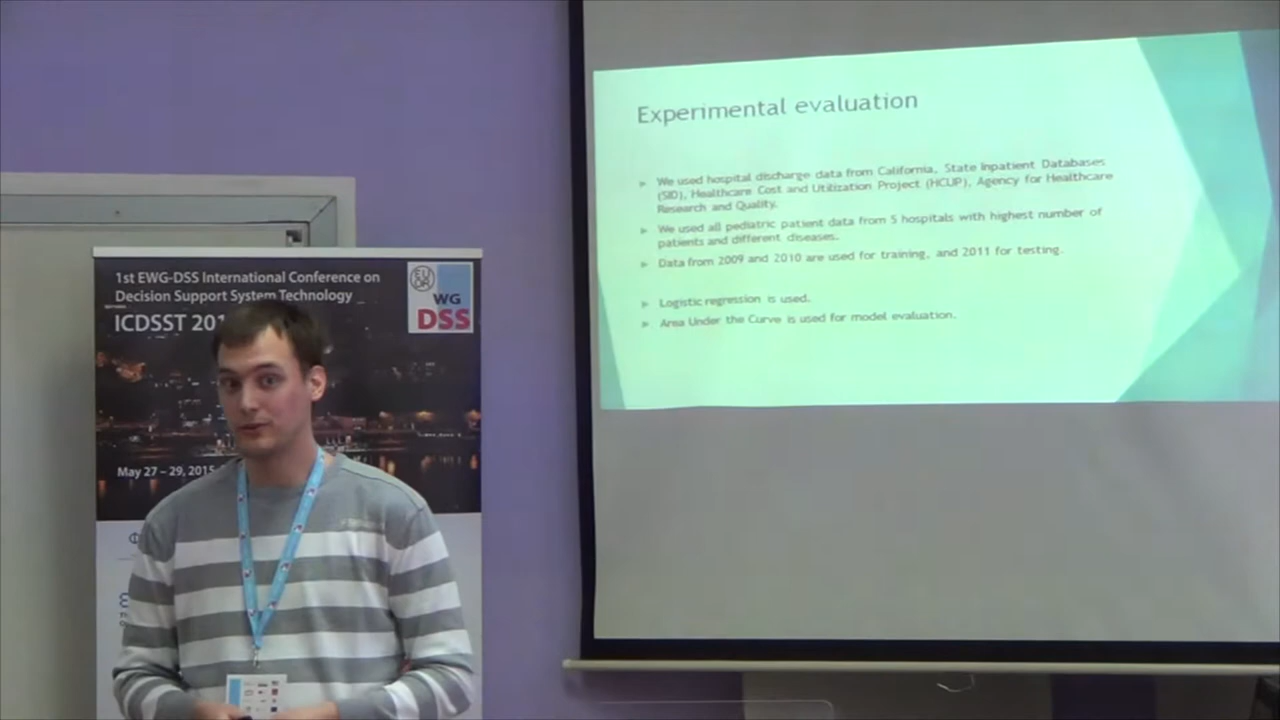 Experimental evaluation
We used hospital discharge data from California, State Inpatient Databases
(SID), Healthcare Cost and Utilization Project (HCUP), Agency for Healthcare
Research and Quality.
We used all pediatric patient data from 5 hospitals with highest number of
patients and different diseases.
Data from 2009 and 2010 are used for training, and 2011 for testing.
Logistic regression is used.
Area Under the Curve is used for model evaluation.
1st EWG-DSS International Conference on
Decision Support System Technology
ICDSST 201
EURO
WG
DSS
May 27 – 29, 2015